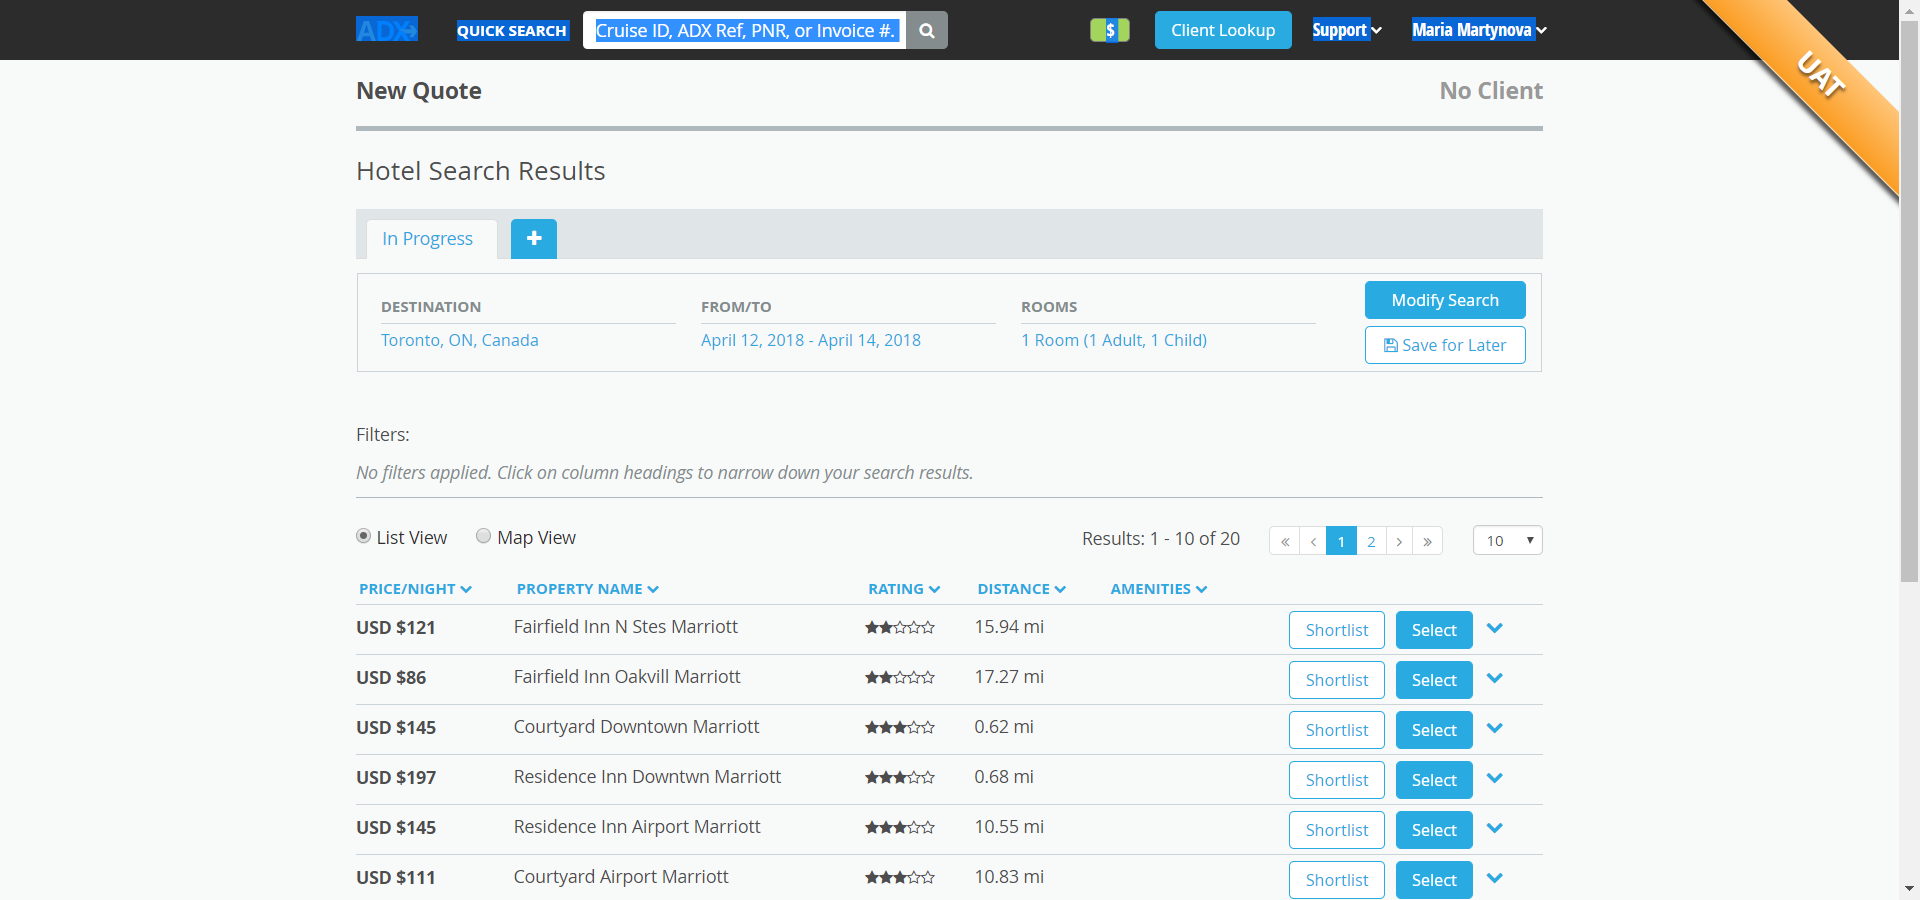 ADX QUICK SEARCH Cruise ID, ADX Ref, PNR, or Invoice #. $ Client Lookup Support Maria Martynova
UAT
New Quote No Client
Hotel Search Results
In Progress +
DESTINATION FROM/TO ROOMS Modify Search
Toronto, ON, Canada April 12, 2018 - April 14, 2018 1 Room (1 Adult, 1 Child) Save for Later
Filters:
No filters applied. Click on column headings to narrow down your search results.
List View Map View Results: 1 - 10 of 20 « ‹ 1 2 › » 10
PRICE/NIGHT PROPERTY NAME RATING DISTANCE AMENITIES
USD $121 Fairfield Inn N Stes Marriott 15.94 mi Shortlist Select
USD $86 Fairfield Inn Oakvill Marriott 17.27 mi Shortlist Select
USD $145 Courtyard Downtown Marriott 0.62 mi Shortlist Select
USD $197 Residence Inn Downtwn Marriott 0.68 mi Shortlist Select
USD $145 Residence Inn Airport Marriott 10.55 mi Shortlist Select
USD $111 Courtyard Airport Marriott 10.83 mi Shortlist Select